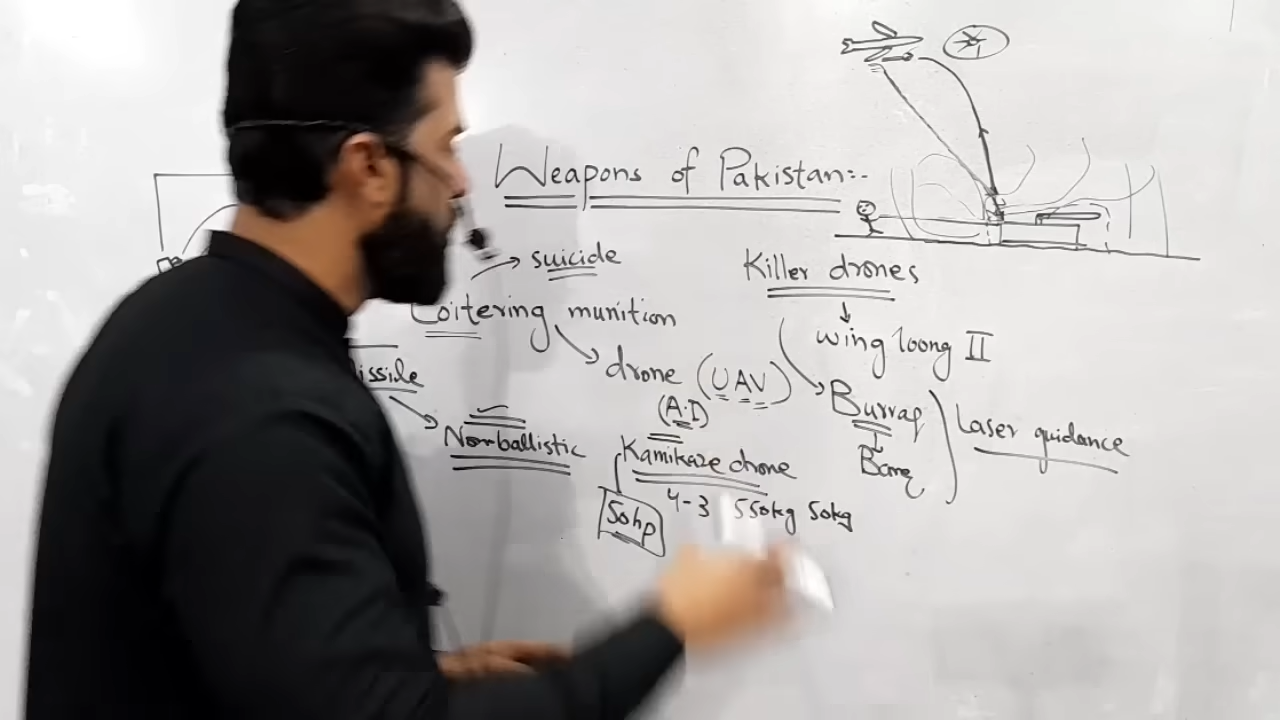 Weapons of Pakistan:-
suicide
Loitering munition
drone (UAV)
(A.I)
Kamikaze drone
50hp
4-3 550kg 50kg
issile
Nonballistic
Killer drones
wing loong II
Burraq
Barq
Laser guidance